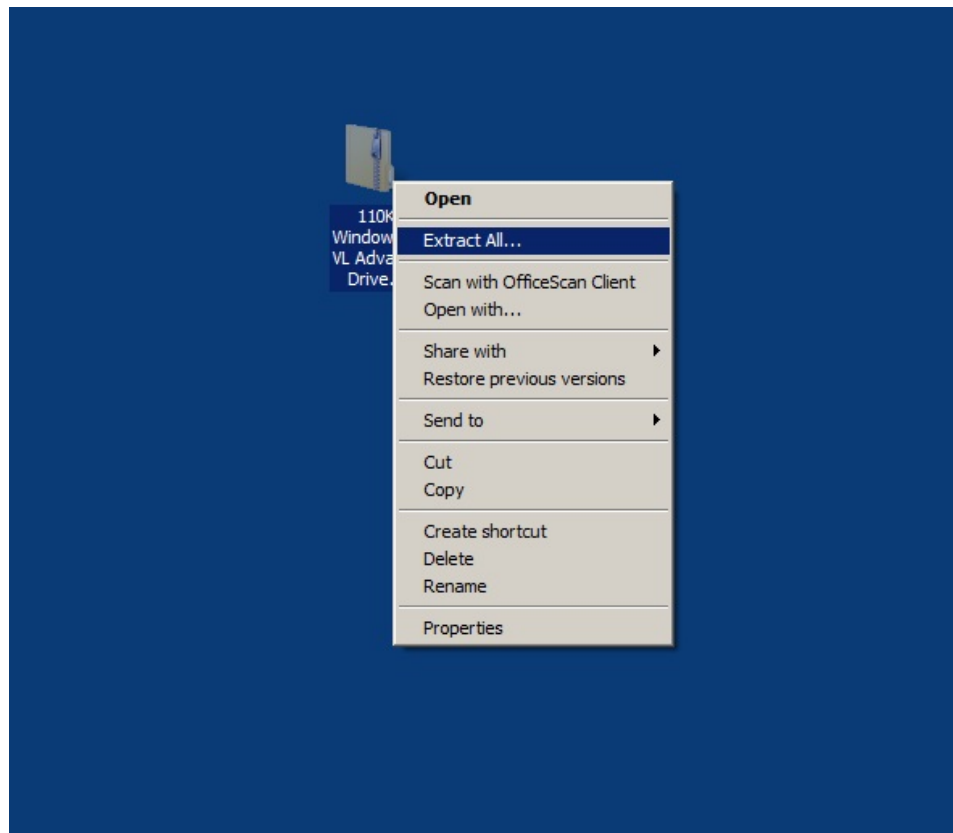 110K
Window
VL Adva
Drive.
Open
Extract All...
Scan with OfficeScan Client
Open with...
Share with
Restore previous versions
Send to
Cut
Copy
Create shortcut
Delete
Rename
Properties